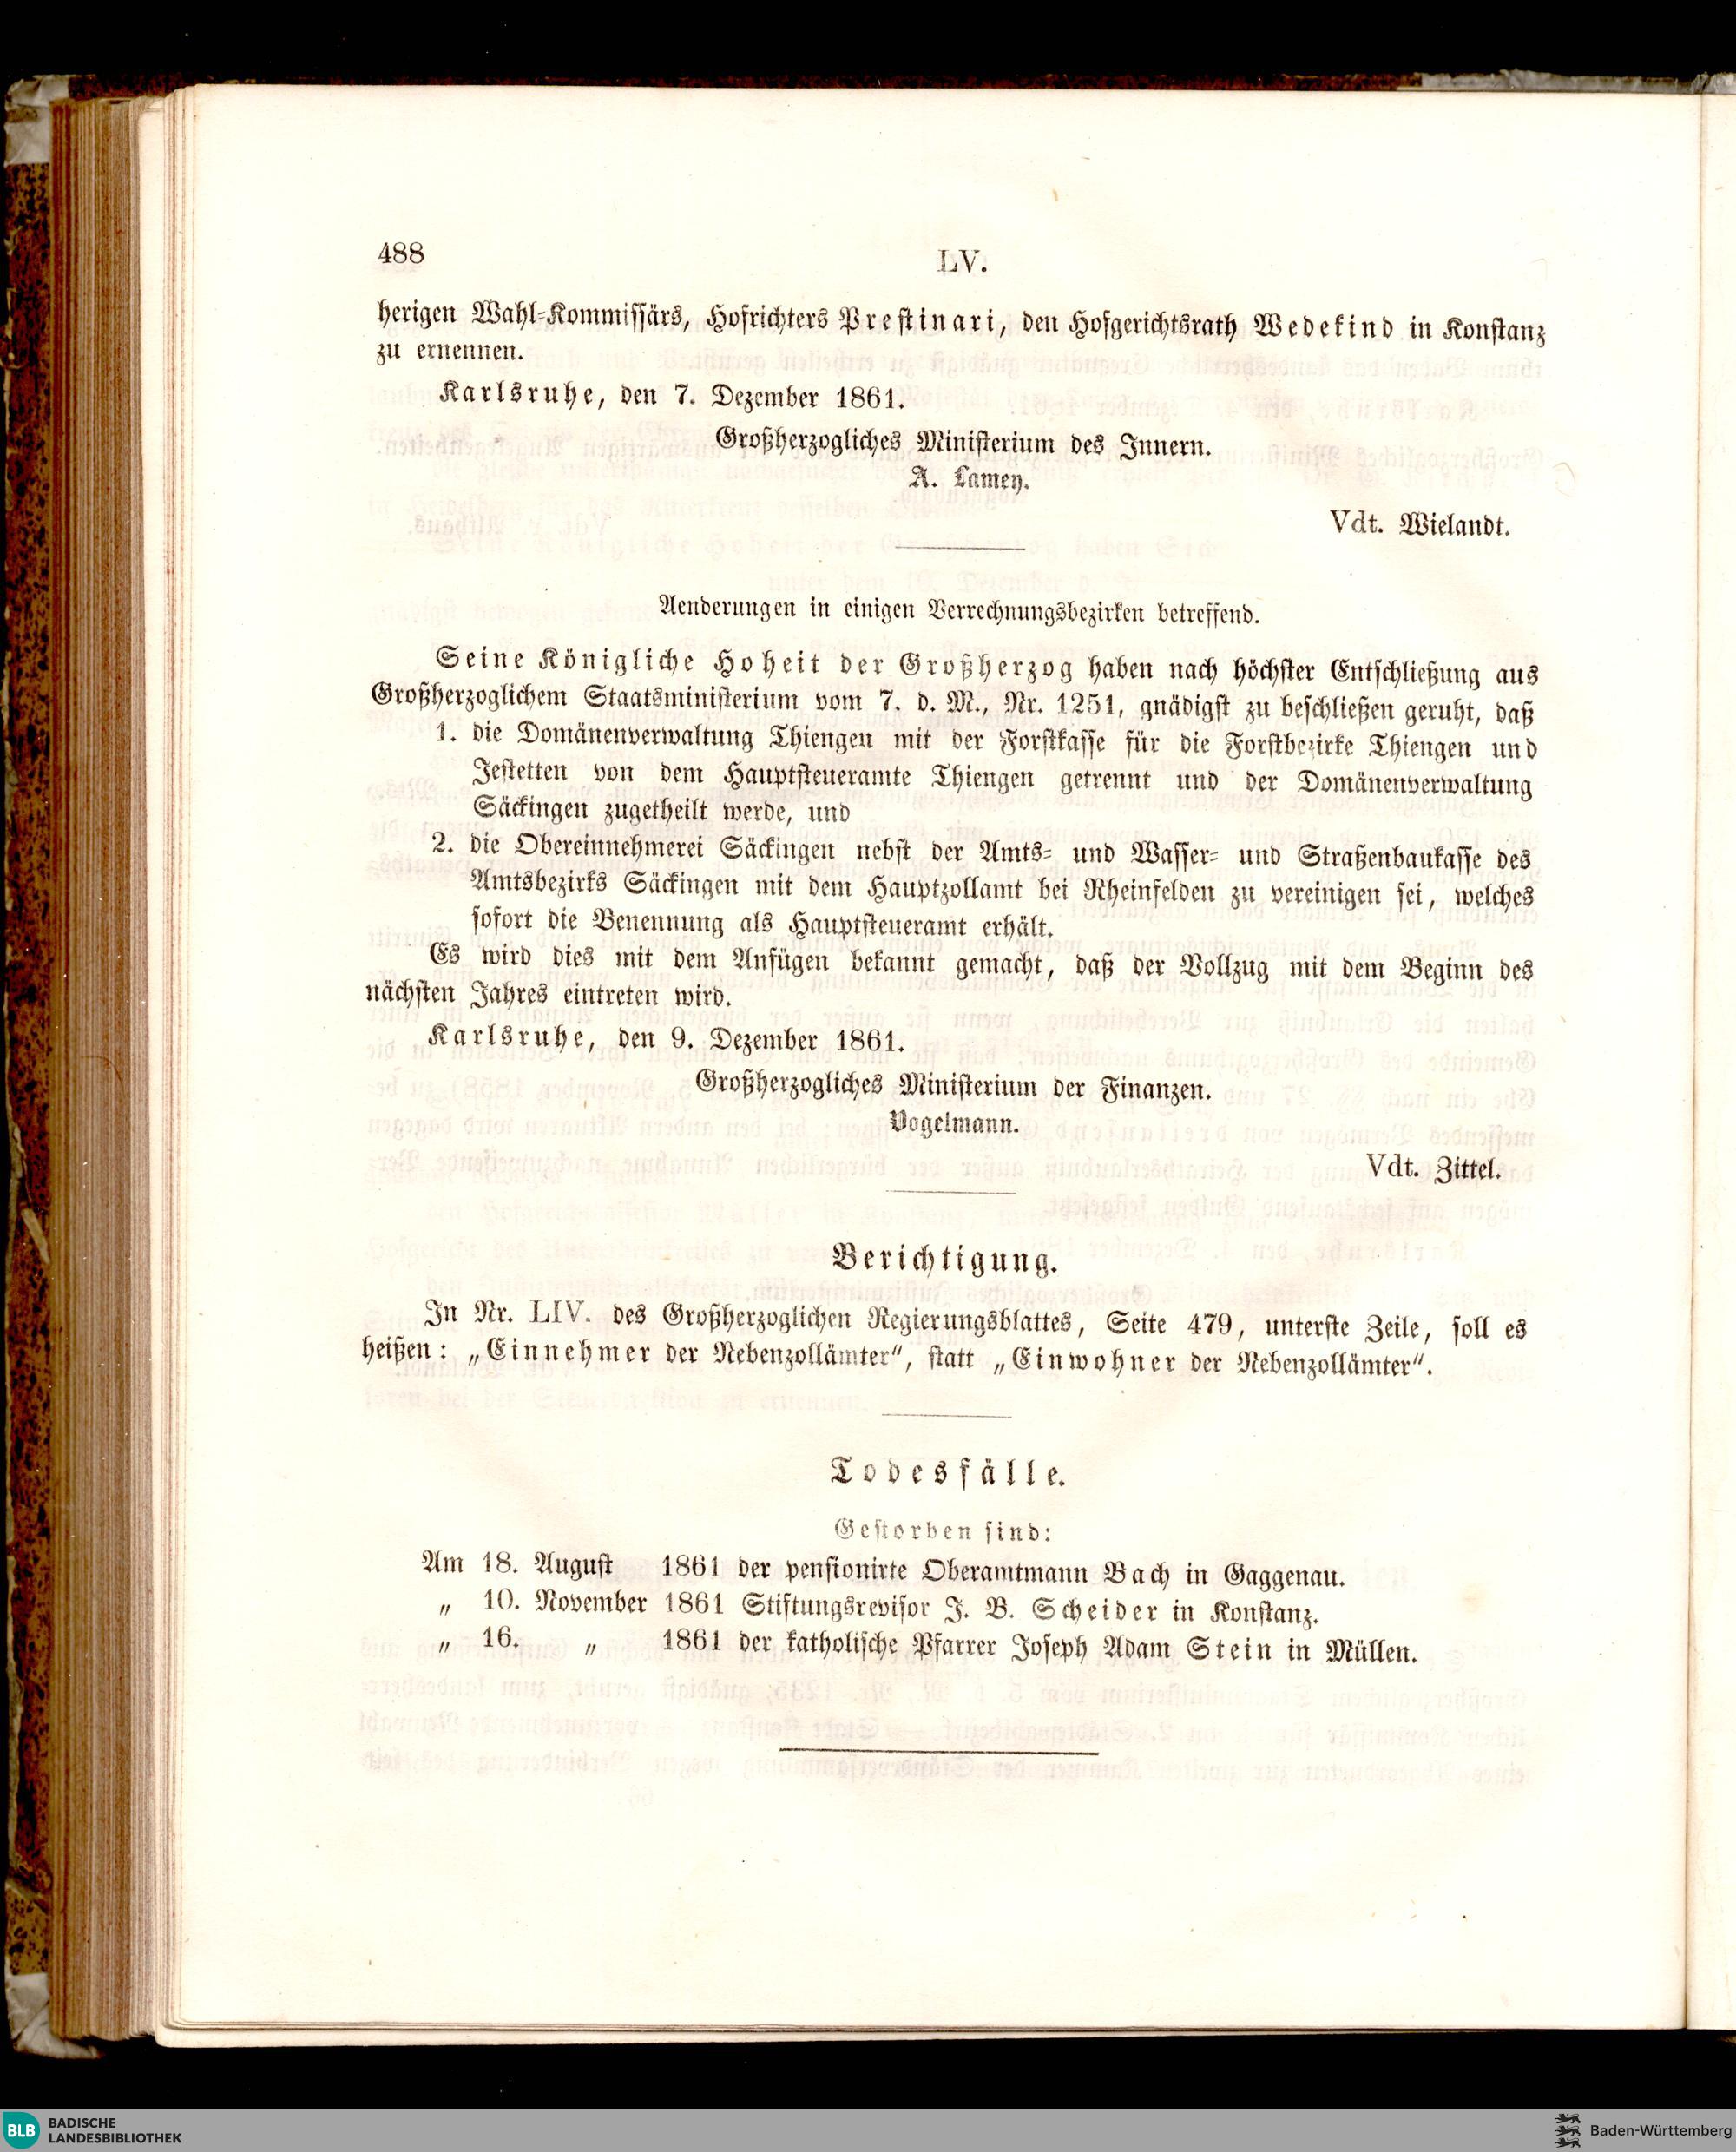 488
LV.
herigen Wahl-Kommissärs, Hofrichters Prestinari, den Hofgerichtsrath Wedekind in Konstanz
zu ernennen.
Karlsruhe, den 7. Dezember 1861.
Großherzogliches Ministerium des Innern.
A. Lamey.
Vdt. Wielandt.
Aenderungen in einigen Verrechnungsbezirken betreffend.
Seine Königliche Hoheit der Großherzog haben nach höchster Entschließung aus
Großherzoglichem Staatsministerium vom 7. d. M., Nr. 1251, gnädigst zu beschließen geruht, daß
1. die Domänenverwaltung Thiengen mit der Forstkasse für die Forstbezirke Thiengen und
Jestetten von dem Hauptsteueramte Thiengen getrennt und der Domänenverwaltung
Säckingen zugetheilt werde, und
2. die Obereinnehmerei Säckingen nebst der Amts- und Wasser- und Straßenbaukasse des
Amtsbezirks Säckingen mit dem Hauptzollamt bei Rheinfelden zu vereinigen sei, welches
sofort die Benennung als Hauptsteueramt erhält.
Es wird dies mit dem Anfügen bekannt gemacht, daß der Vollzug mit dem Beginn des
nächsten Jahres eintreten wird.
Karlsruhe, den 9. Dezember 1861.
Großherzogliches Ministerium der Finanzen.
Vogelmann.
Vdt. Zittel.
Berichtigung.
In Nr. LIV. des Großherzoglichen Regierungsblattes, Seite 479, unterste Zeile, soll es
heißen: „Einnehmer der Nebenzollämter“, statt „Einwohner der Nebenzollämter“.
Todesfälle.
Gestorben sind:
Am 18. August 1861 der pensionirte Oberamtmann Bach in Gaggenau.
„ 10. November 1861 Stiftungsrevisor J. B. Scheider in Konstanz.
„ 16. „ 1861 der katholische Pfarrer Joseph Adam Stein in Müllen.
BLB BADISCHE
LANDESBIBLIOTHEK
Baden-Württemberg